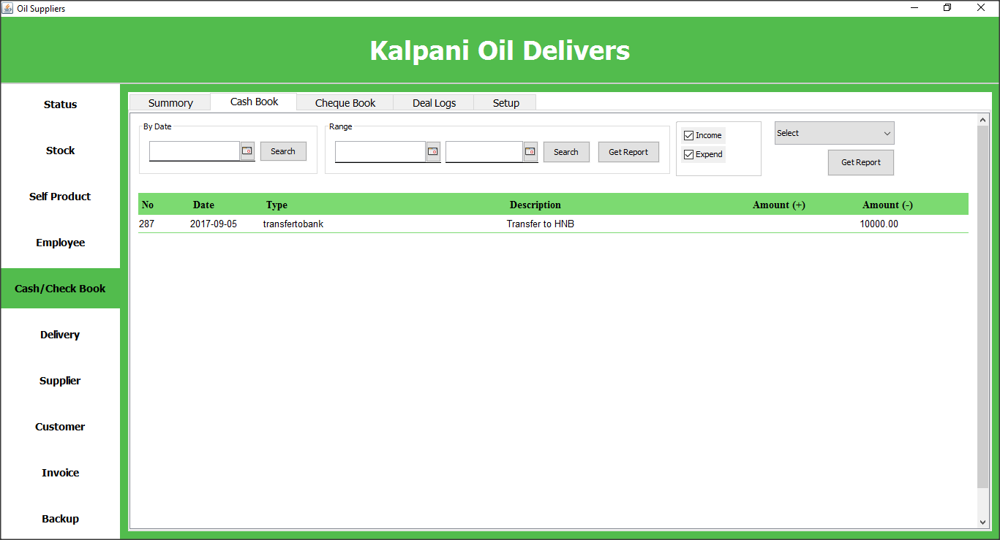 Oil Suppliers
Kalpani Oil Delivers
Status
Stock
Self Product
Employee
Cash/Check Book
Delivery
Supplier
Customer
Invoice
Backup
Summary Cash Book Cheque Book Deal Logs Setup
By Date
Search
Range
Search Get Report
Income
Expend
Select
Get Report
No Date Type Description Amount (+) Amount (-)
287 2017-09-05 transfertobank Transfer to HNB 10000.00